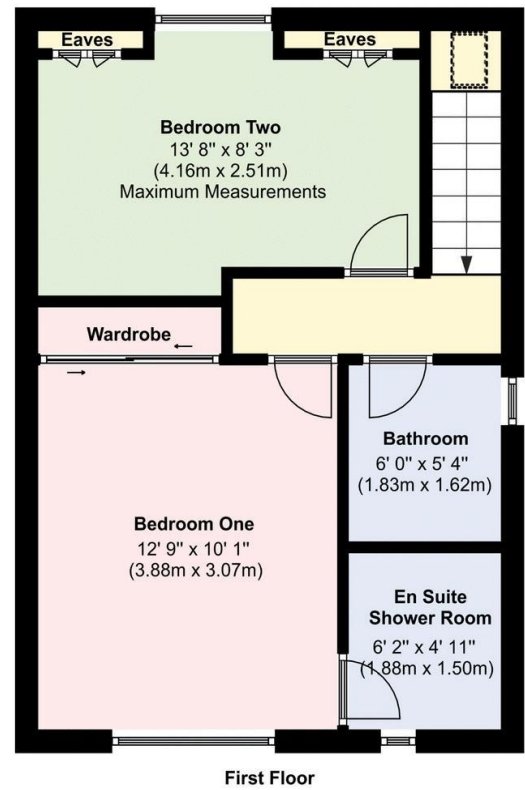 Eaves
Eaves
Bedroom Two
13' 8" x 8' 3"
(4.16m x 2.51m)
Maximum Measurements
Wardrobe
Bathroom
6' 0" x 5' 4"
(1.83m x 1.62m)
Bedroom One
12' 9" x 10' 1"
(3.88m x 3.07m)
En Suite
Shower Room
6' 2" x 4' 11"
(1.88m x 1.50m)
First Floor